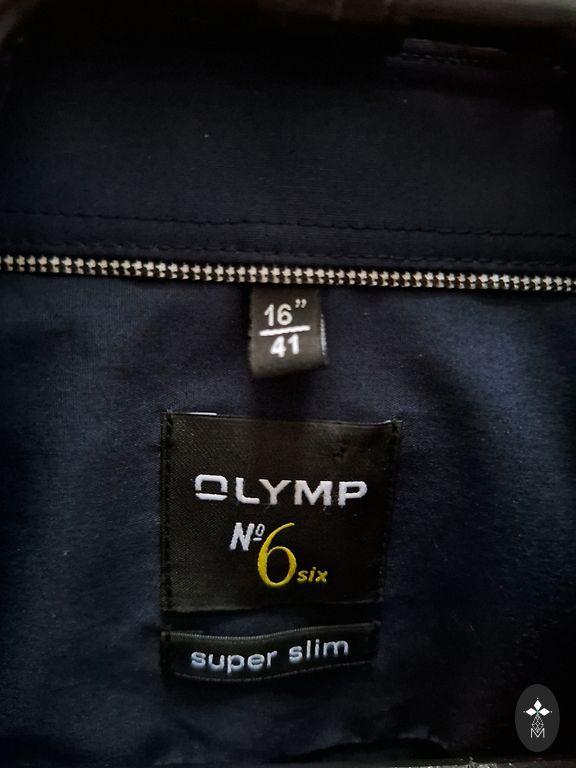 16”
41
OLYMP
Nº6six
super slim
M